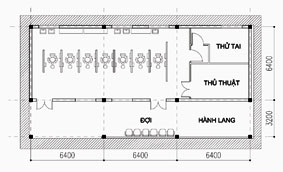 THỬ TAI
THỦ THUẬT
ĐỢI
HÀNH LANG
6400
3200
6400
6400
6400